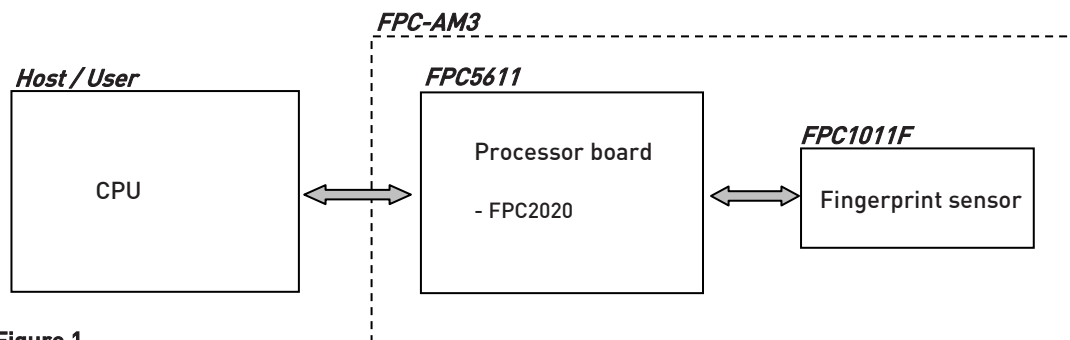 FPC-AM3
Host / User
FPC5611
FPC1011F
CPU
Processor board
- FPC2020
Fingerprint sensor
Figure 1